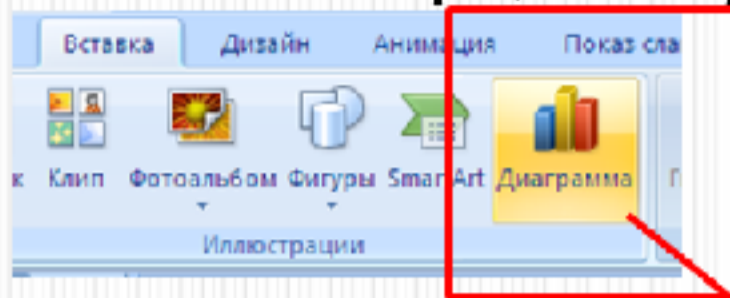 Вставка Дизайн Анимация Показ сла
к Клип Фотоальбом Фигуры SmartArt Диаграмма
Иллюстрации